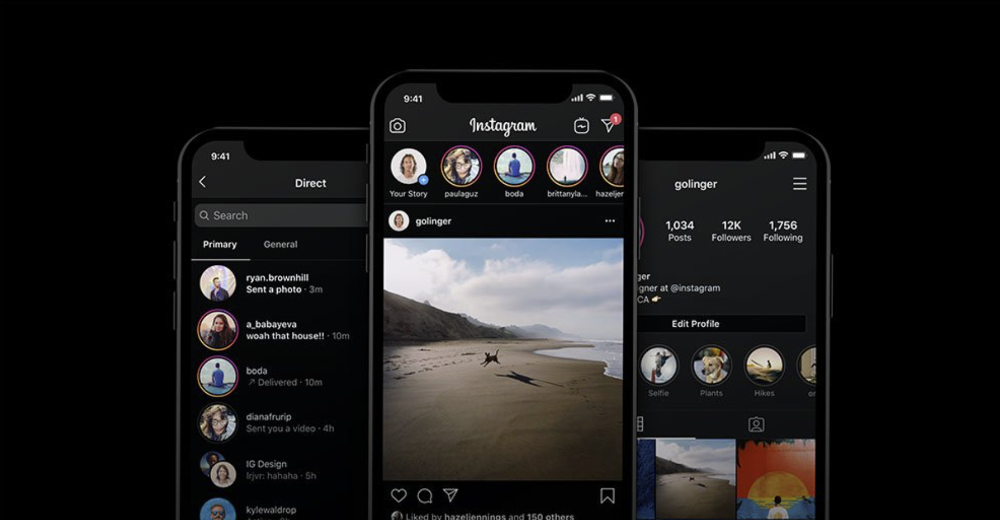 9:41
Direct
Search
Primary General
ryan.brownhill
Sent a photo · 3m
a_babayeva
woah that house!! · 10m
boda
↗ Delivered · 10m
dianafrurip
Sent you a video · 4h
IG Design
lrjvr: hahaha · 5h
kylewaldrop
9:41
Instagram
1
Your Story paulaguz boda brittanyla... hazeljer
golinger
Liked by hazeljennings and 150 others
golinger
1,034 12K 1,756
Posts Followers Following
ger
igner at @instagram
CA 👉
Edit Profile
Selfie Plants Hikes or